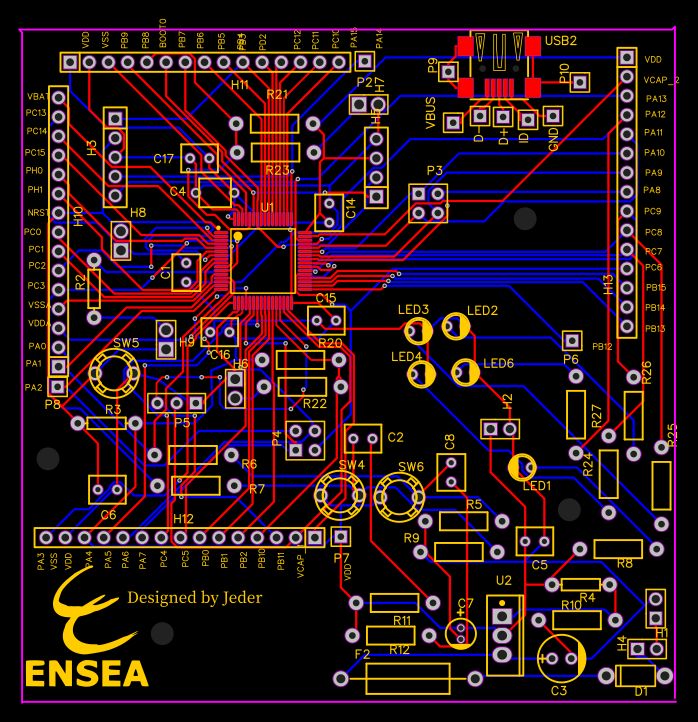 VDD VSS PB9 PB8 BOOT0 PB7 PB6 PB5 PB4 PB3 PD2 PC12 PC11 PC10 PA15 PA14
H11 P2 H7
USB2 P9 P10
VBUS D- D+ ID GND
VDD
VCAP_2
PA13
PA12
PA11
PA10
PA9
PA8
PC9
PC8
PC7
PC6
PB15
PB14
PB13
H13
PB12
P6
VBAT
PC13
PC14
PC15
PH0
PH1
NRST
PC0
PC1
PC2
PC3
VSSA
VDDA
PA0
PA1
PA2
H10
P8
R21
R23
H3
C17
C4
U1
C14
P3
H8
C1
R2
C15
LED3 LED2
LED4 LED6
SW5
H9
C16
H6
R20
R22
R3
P5
P4
C2
H2
R26
R27
R25
R24
R6
R7
SW4
SW6
C8
LED1
C6
H12
R5
R9
C5
R8
PA3 VSS VDD PA4 PA5 PA6 PA7 PC4 PC5 PB0 PB1 PB2 PB10 PB11 VCAP
P7
VDD
U2
R4
R10
Designed by Jeder
R11
R12
C7
+
H1
H4
ENSEA
F2
+
C3
D1